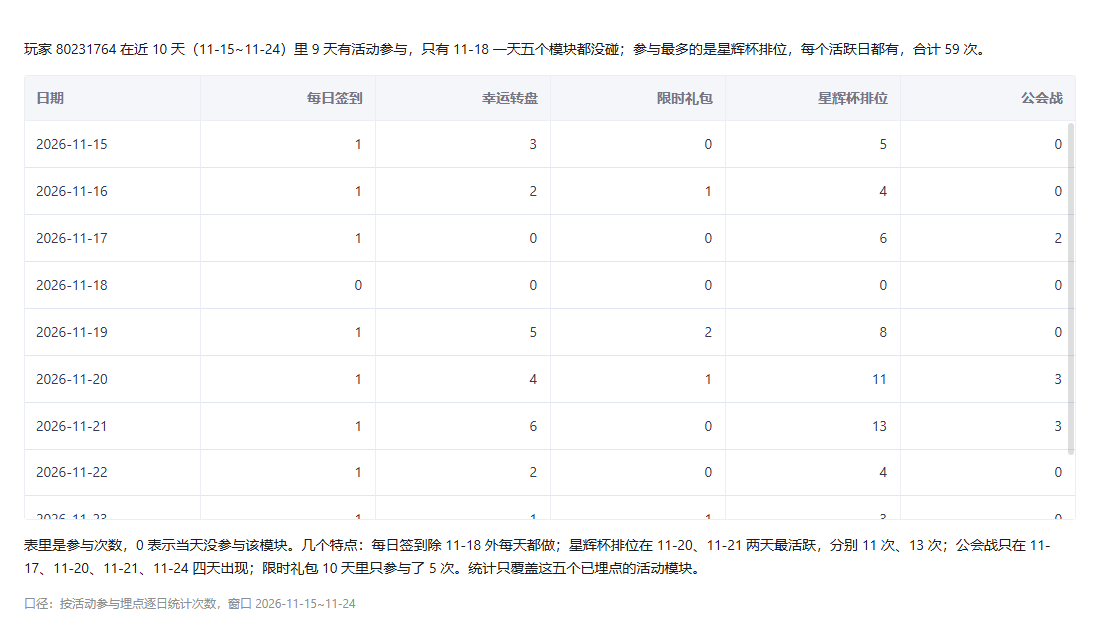 玩家 80231764 在近 10 天（11-15~11-24）里 9 天有活动参与，只有 11-18 一天五个模块都没碰；参与最多的是星辉杯排位，每个活跃日都有，合计 59 次。
日期 每日签到 幸运转盘 限时礼包 星辉杯排位 公会战
2026-11-15 1 3 0 5 0
2026-11-16 1 2 1 4 0
2026-11-17 1 0 0 6 2
2026-11-18 0 0 0 0 0
2026-11-19 1 5 2 8 0
2026-11-20 1 4 1 11 3
2026-11-21 1 6 0 13 3
2026-11-22 1 2 0 4 0
2026-11-23 1 1 1 3 0
表里是参与次数，0 表示当天没参与该模块。几个特点：每日签到除 11-18 外每天都做；星辉杯排位在 11-20、11-21 两天最活跃，分别 11 次、13 次；公会战只在 11-
17、11-20、11-21、11-24 四天出现；限时礼包 10 天里只参与了 5 次。统计只覆盖这五个已埋点的活动模块。
口径：按活动参与埋点逐日统计次数，窗口 2026-11-15~11-24